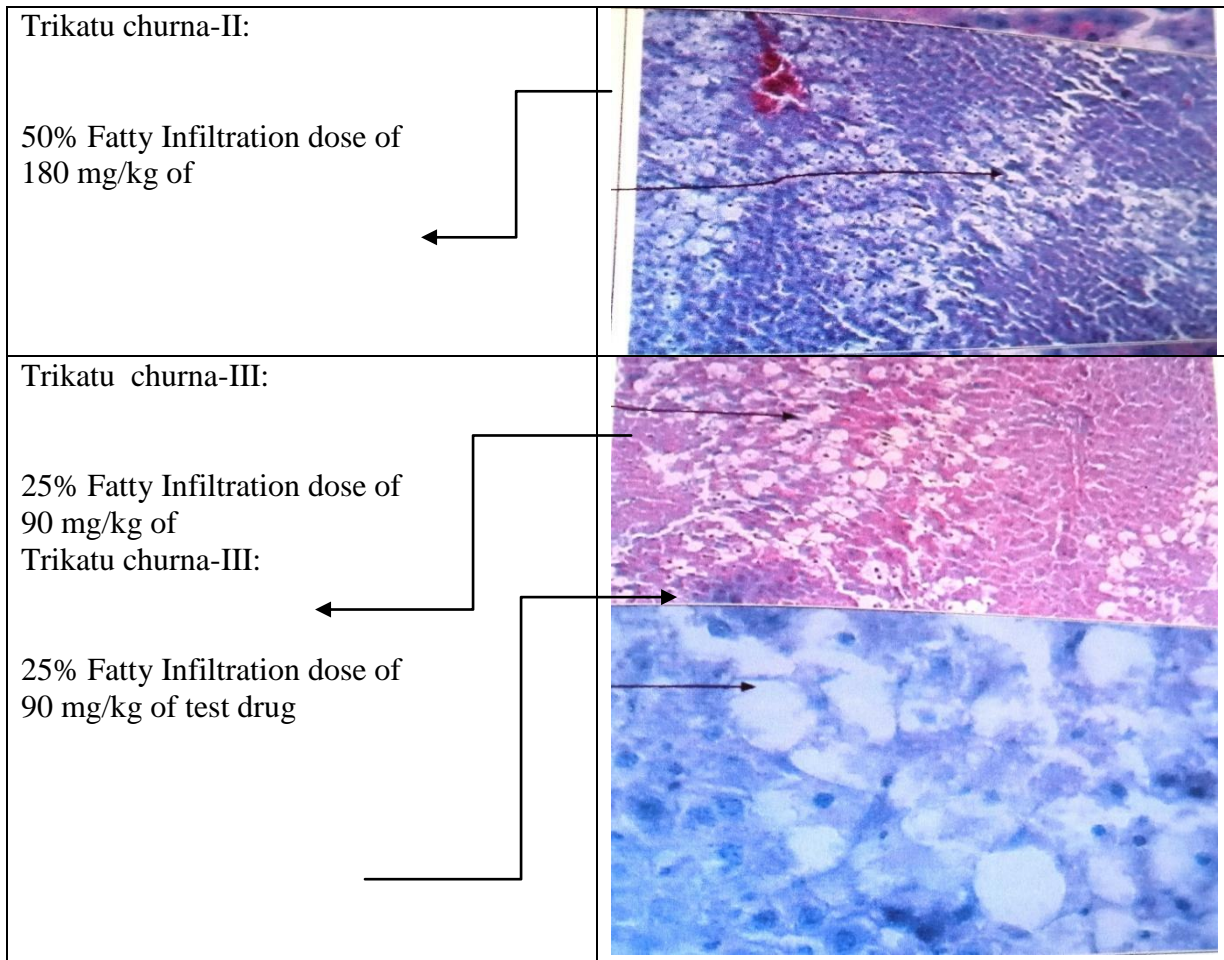 Trikatu churna-II:
50% Fatty Infiltration dose of
180 mg/kg of
Trikatu churna-III:
25% Fatty Infiltration dose of
90 mg/kg of
Trikatu churna-III:
25% Fatty Infiltration dose of
90 mg/kg of test drug